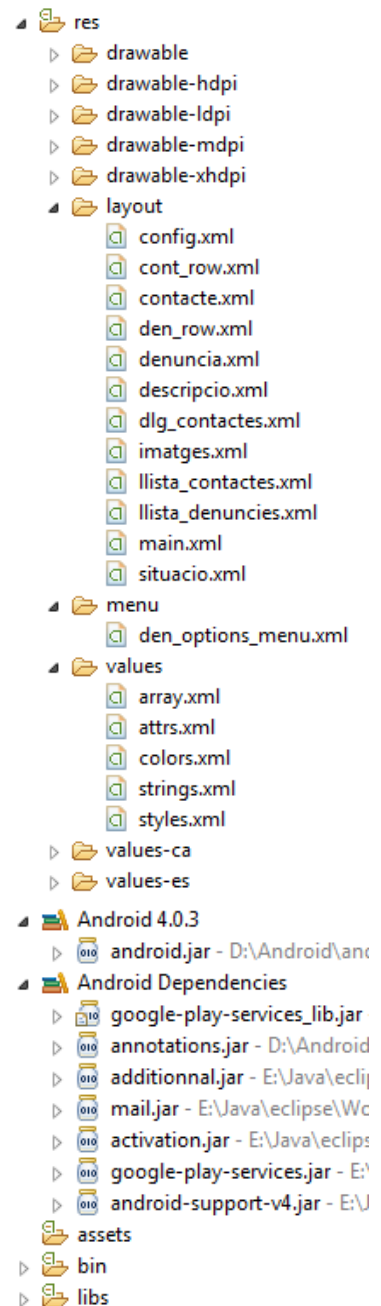 res
drawable
drawable-hdpi
drawable-ldpi
drawable-mdpi
drawable-xhdpi
layout
config.xml
cont_row.xml
contacte.xml
den_row.xml
denuncia.xml
descripcio.xml
dlg_contactes.xml
imatges.xml
llista_contactes.xml
llista_denuncies.xml
main.xml
situacio.xml
menu
den_options_menu.xml
values
array.xml
attrs.xml
colors.xml
strings.xml
styles.xml
values-ca
values-es
Android 4.0.3
android.jar - D:\Android\and
Android Dependencies
google-play-services_lib.jar
annotations.jar - D:\Android
additionnal.jar - E:\Java\eclip
mail.jar - E:\Java\eclipse\Wo
activation.jar - E:\Java\eclips
google-play-services.jar - E:\
android-support-v4.jar - E:\J
assets
bin
libs